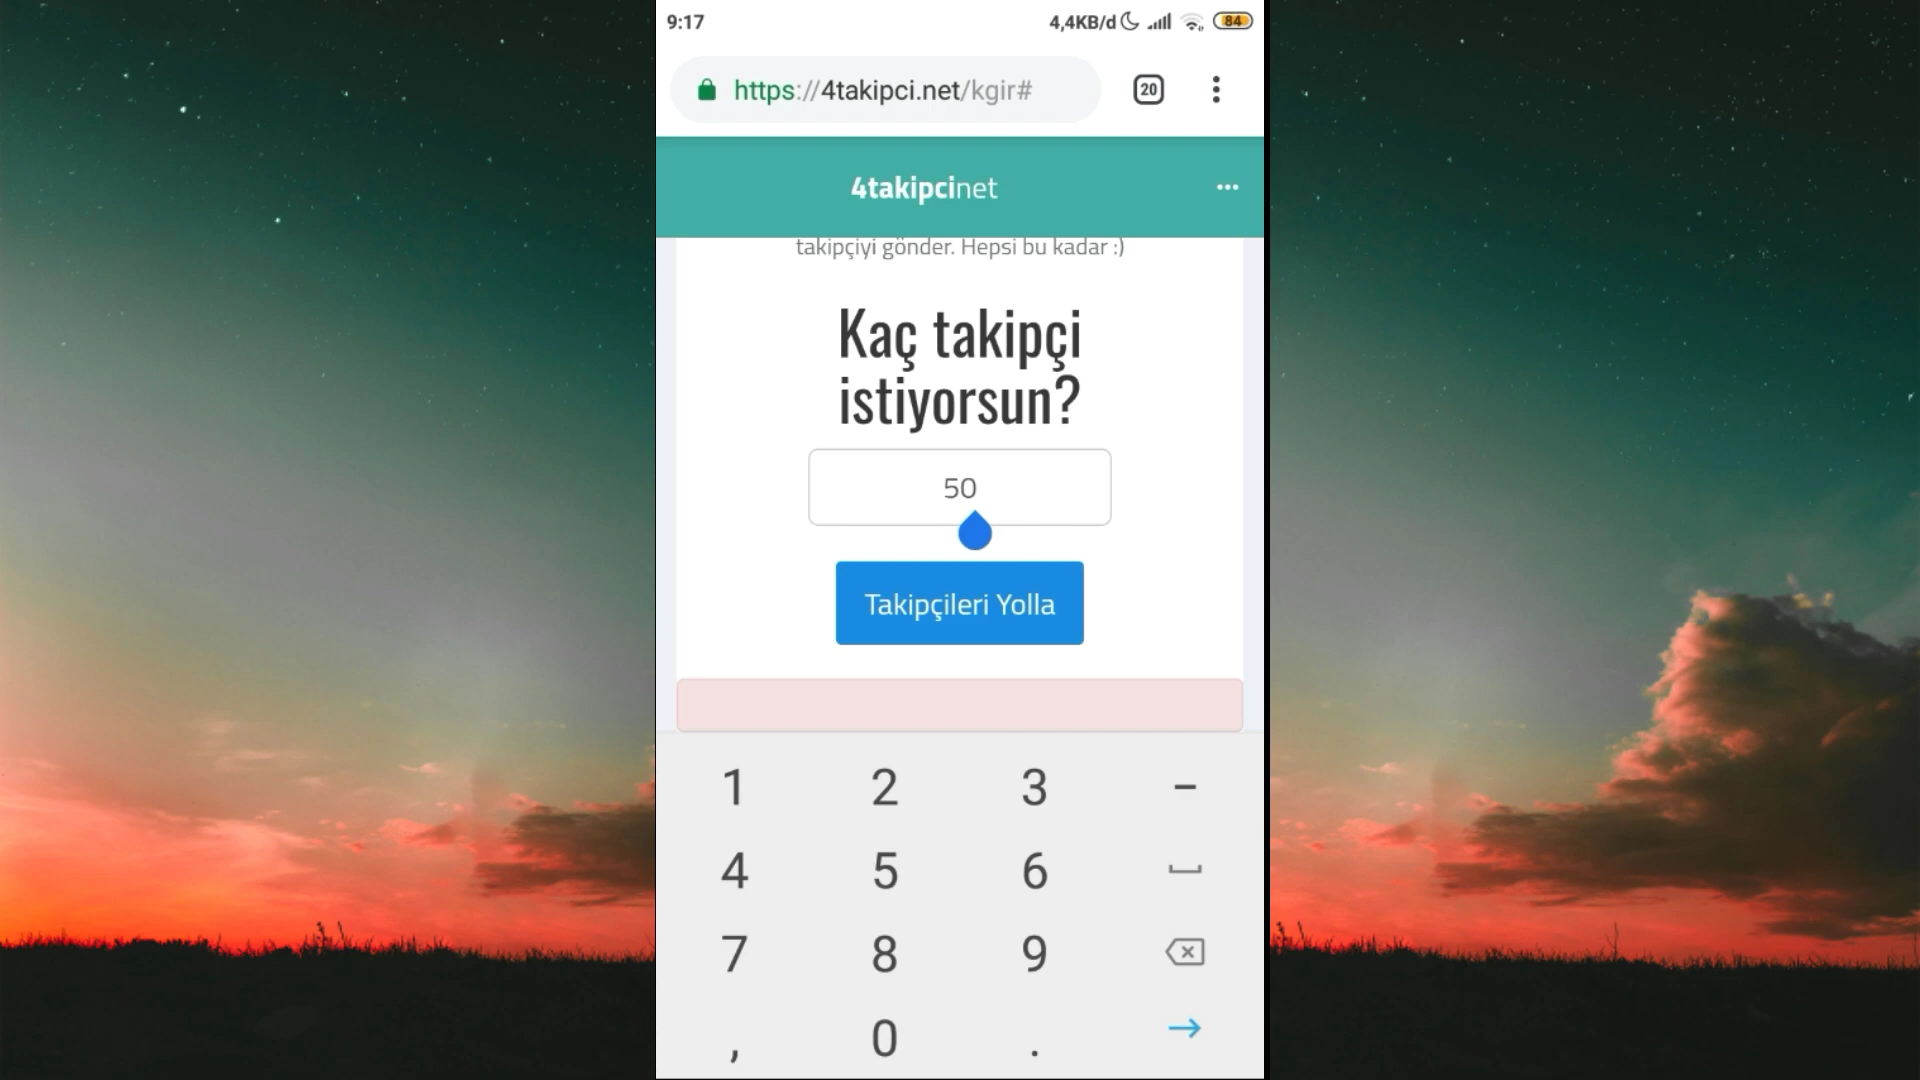 9:17 4,4KB/d 84
https://4takipci.net/kgir# 20
4takipcinet
takipçiyi gönder. Hepsi bu kadar :)
Kaç takipçi
istiyorsun?
50
Takipçileri Yolla
1 2 3 -
4 5 6
7 8 9
, 0 .